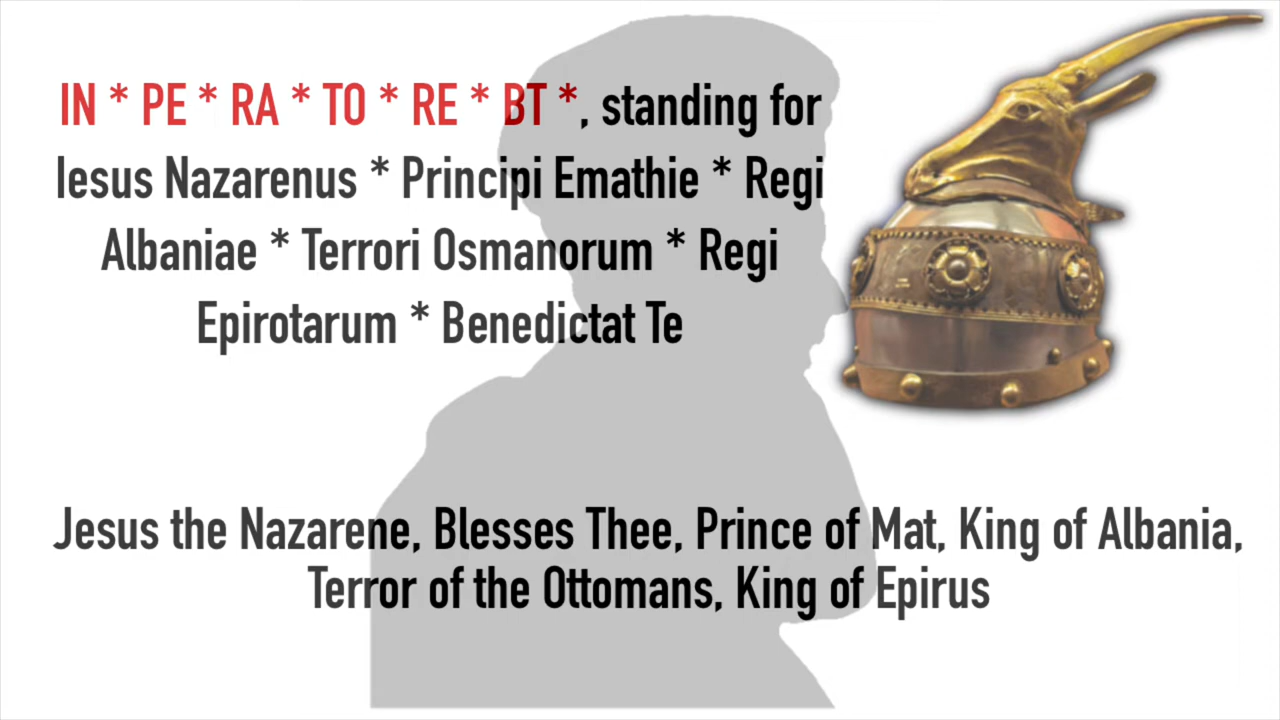 IN * PE * RA * TO * RE * BT *, standing for
Iesus Nazarenus * Principi Emathie * Regi
Albaniae * Terrori Osmanorum * Regi
Epirotarum * Benedictat Te
Jesus the Nazarene, Blesses Thee, Prince of Mat, King of Albania,
Terror of the Ottomans, King of Epirus